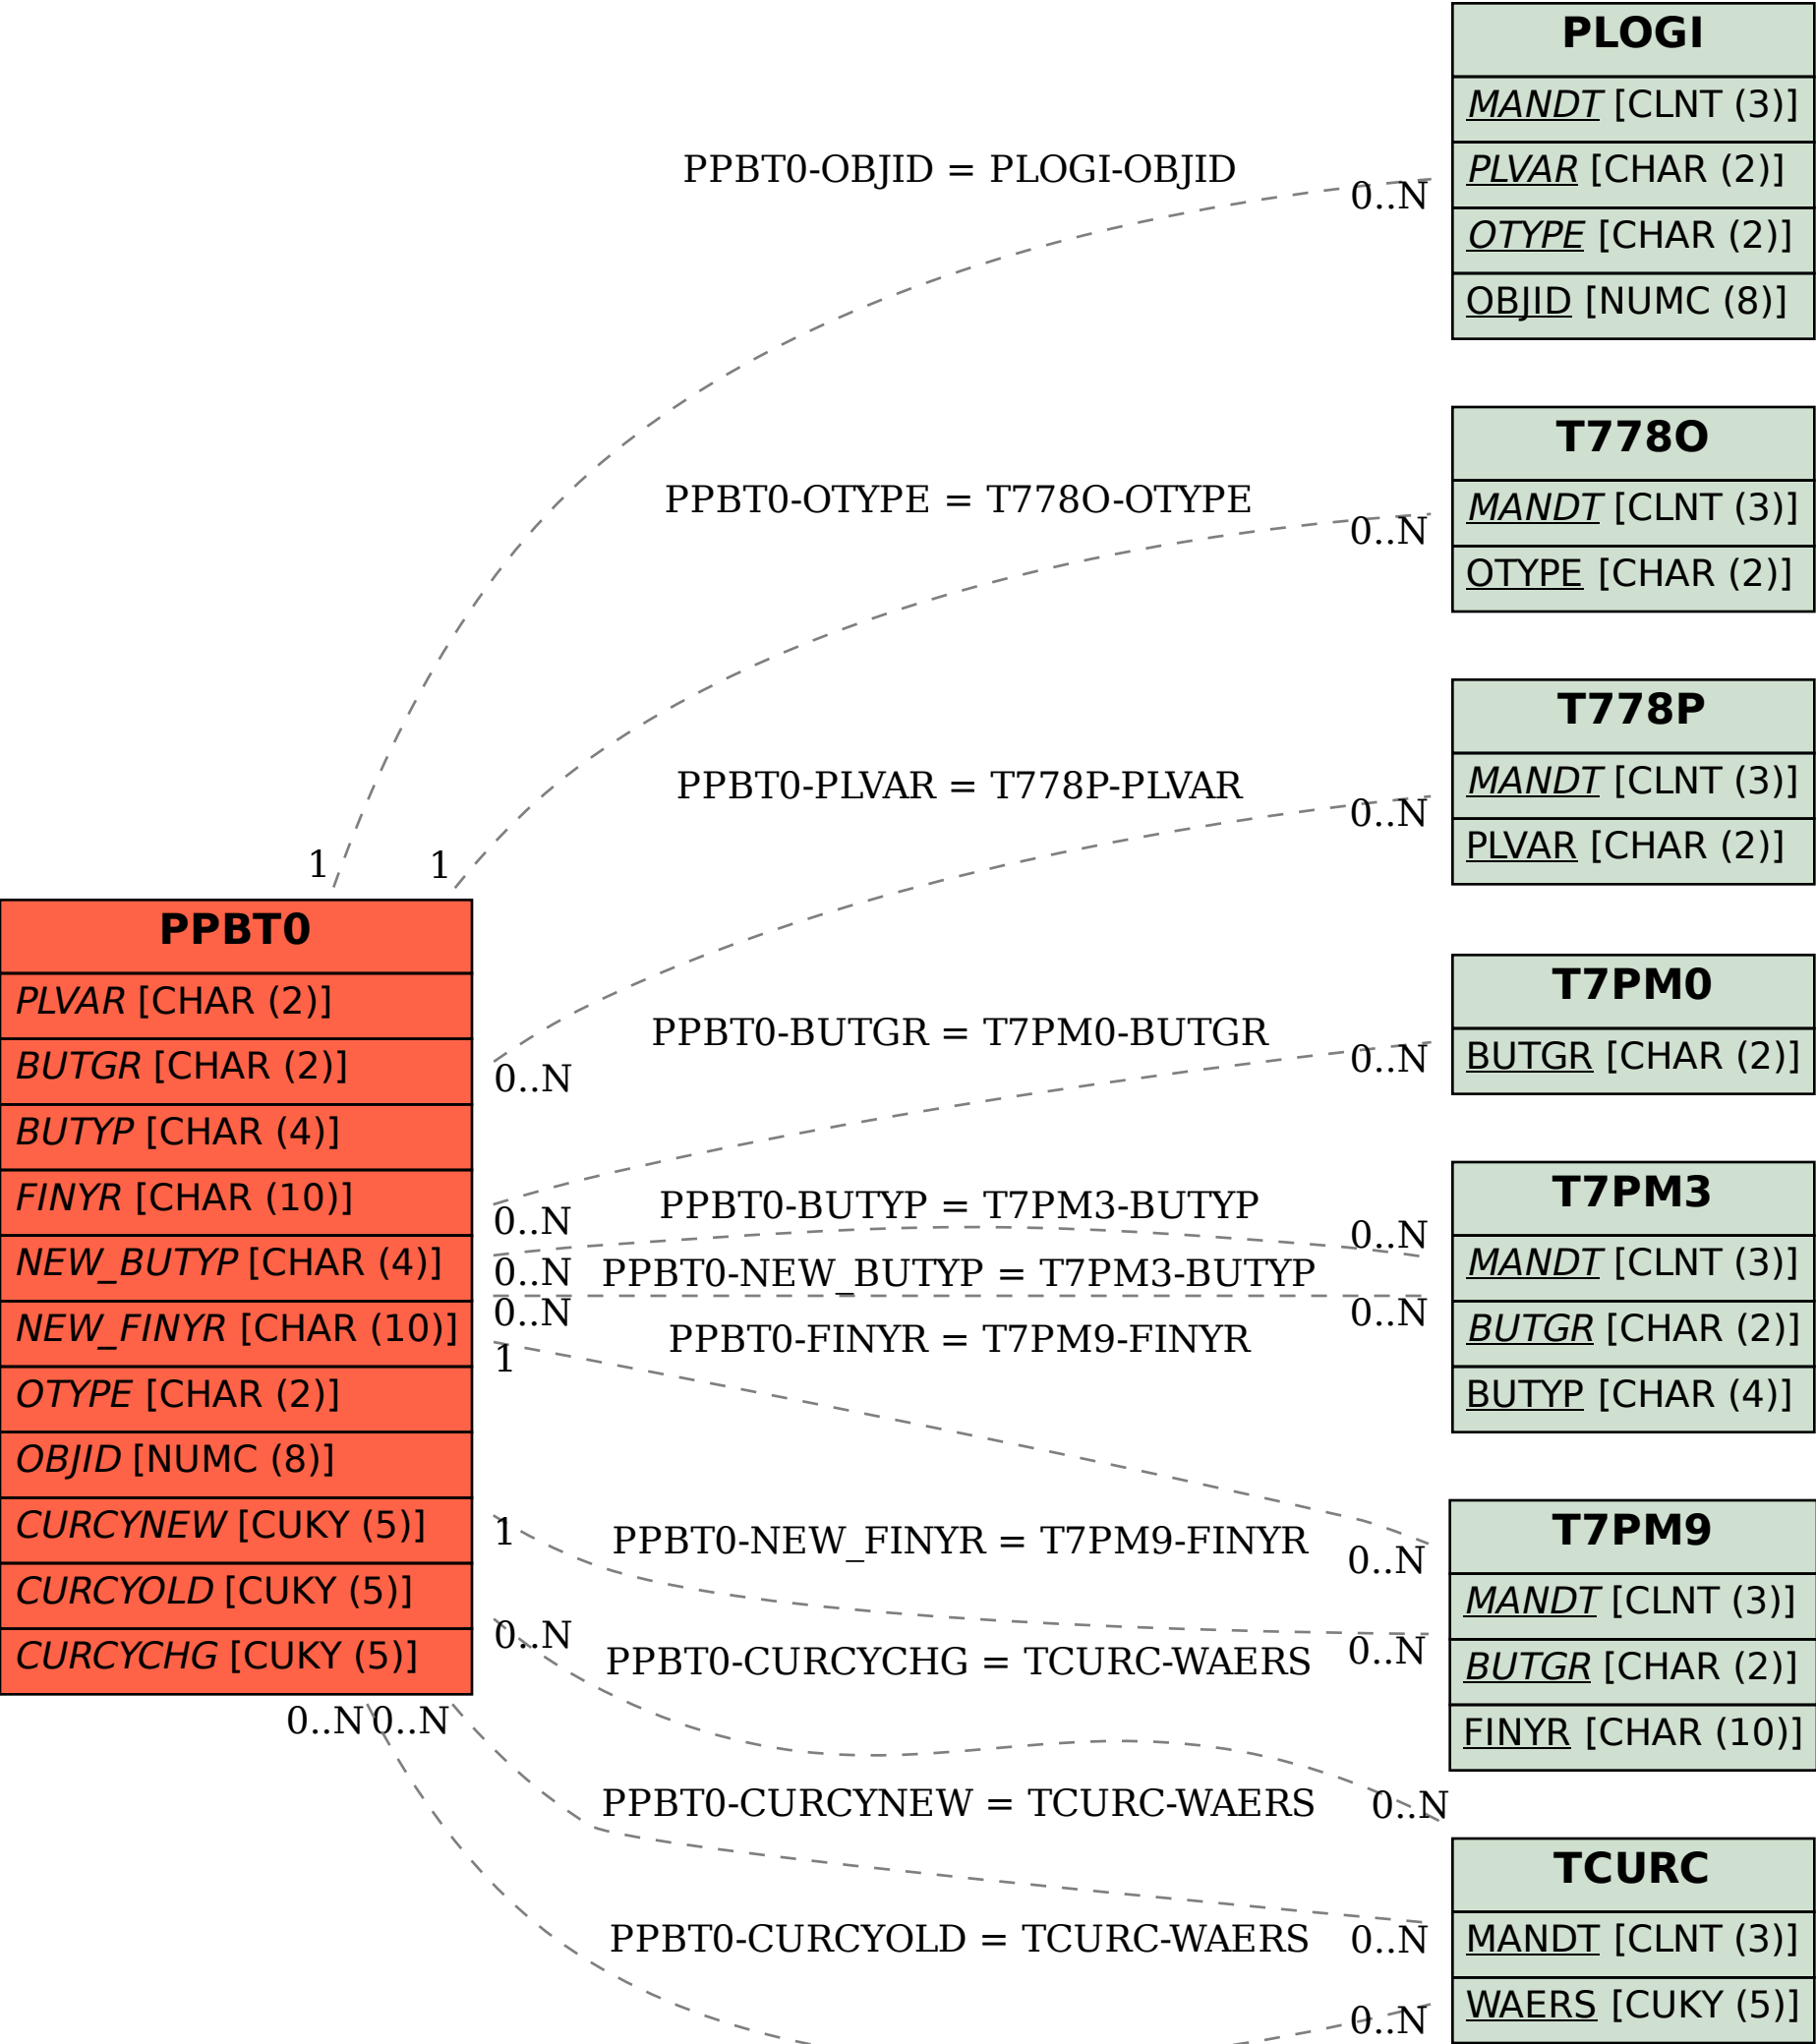 PLOGI
MANDT [CLNT (3)]
PLVAR [CHAR (2)]
OTYPE [CHAR (2)]
OBJID [NUMC (8)]
PPBT0-OBJID = PLOGI-OBJID
0..N
1
T778O
MANDT [CLNT (3)]
OTYPE [CHAR (2)]
PPBT0-OTYPE = T778O-OTYPE
0..N
1
T778P
MANDT [CLNT (3)]
PLVAR [CHAR (2)]
PPBT0-PLVAR = T778P-PLVAR
0..N
0..N
PPBT0
PLVAR [CHAR (2)]
BUTGR [CHAR (2)]
BUTYP [CHAR (4)]
FINYR [CHAR (10)]
NEW_BUTYP [CHAR (4)]
NEW_FINYR [CHAR (10)]
OTYPE [CHAR (2)]
OBJID [NUMC (8)]
CURCYNEW [CUKY (5)]
CURCYOLD [CUKY (5)]
CURCYCHG [CUKY (5)]
T7PM0
BUTGR [CHAR (2)]
PPBT0-BUTGR = T7PM0-BUTGR
0..N
0..N
T7PM3
MANDT [CLNT (3)]
BUTGR [CHAR (2)]
BUTYP [CHAR (4)]
PPBT0-BUTYP = T7PM3-BUTYP
0..N
0..N
PPBT0-NEW_BUTYP = T7PM3-BUTYP
0..N
0..N
PPBT0-FINYR = T7PM9-FINYR
1
0..N
T7PM9
MANDT [CLNT (3)]
BUTGR [CHAR (2)]
FINYR [CHAR (10)]
PPBT0-NEW_FINYR = T7PM9-FINYR
1
0..N
PPBT0-CURCYCHG = TCURC-WAERS
0..N
0..N
PPBT0-CURCYNEW = TCURC-WAERS
0..N
0..N
TCURC
MANDT [CLNT (3)]
WAERS [CUKY (5)]
PPBT0-CURCYOLD = TCURC-WAERS
0..N
0..N